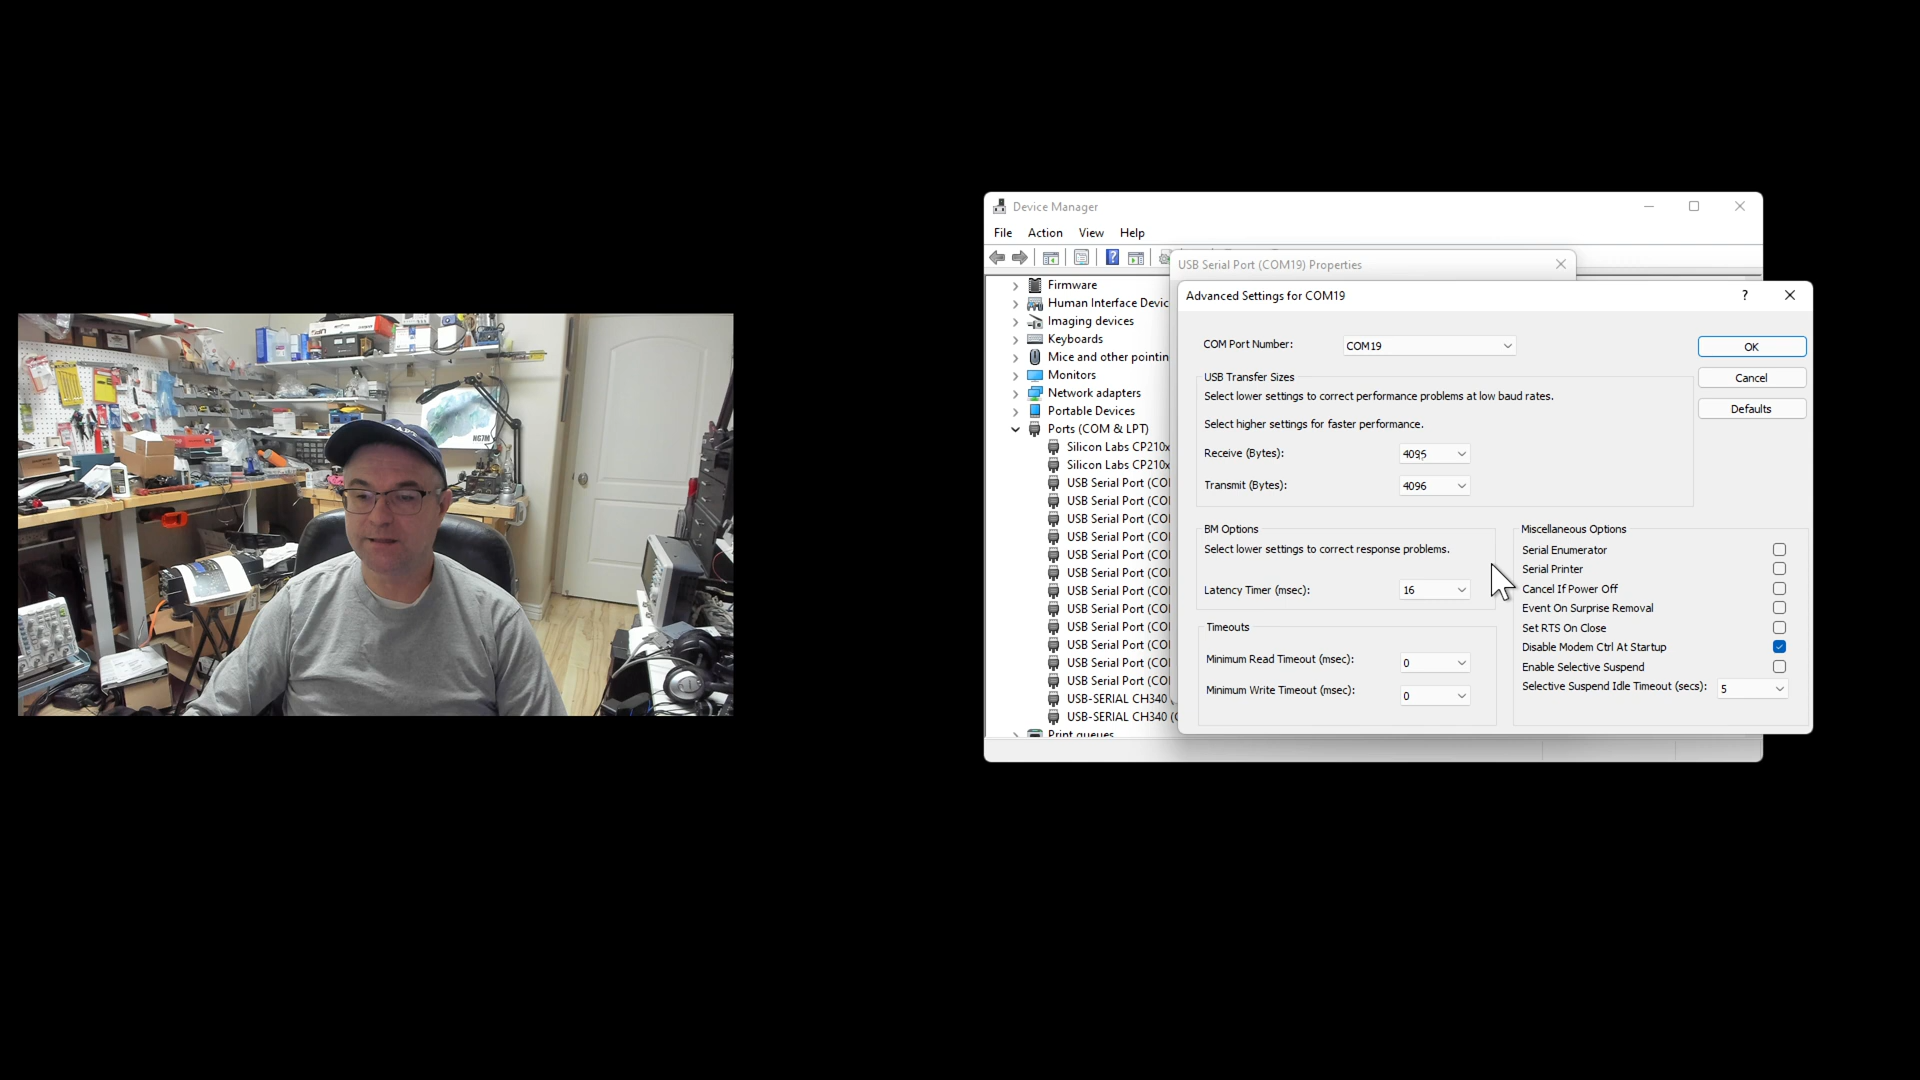 NG7M
Device Manager
File Action View Help
USB Serial Port (COM19) Properties
Firmware
Human Interface Devic
Imaging devices
Keyboards
Mice and other pointin
Monitors
Network adapters
Portable Devices
Ports (COM & LPT)
Silicon Labs CP210x
Silicon Labs CP210x
USB Serial Port (CO
USB Serial Port (CO
USB Serial Port (CO
USB Serial Port (CO
USB Serial Port (CO
USB Serial Port (CO
USB Serial Port (CO
USB Serial Port (CO
USB Serial Port (CO
USB Serial Port (CO
USB Serial Port (CO
USB Serial Port (CO
USB-SERIAL CH340
USB-SERIAL CH340 (C
Print queues
Advanced Settings for COM19
COM Port Number: COM19
OK
Cancel
Defaults
USB Transfer Sizes
Select lower settings to correct performance problems at low baud rates.
Select higher settings for faster performance.
Receive (Bytes):
Transmit (Bytes): 4096
BM Options
Select lower settings to correct response problems.
Latency Timer (msec): 16
Timeouts
Minimum Read Timeout (msec): 0
Minimum Write Timeout (msec): 0
Miscellaneous Options
Serial Enumerator
Serial Printer
Cancel If Power Off
Event On Surprise Removal
Set RTS On Close
Disable Modem Ctrl At Startup
Enable Selective Suspend
Selective Suspend Idle Timeout (secs): 5